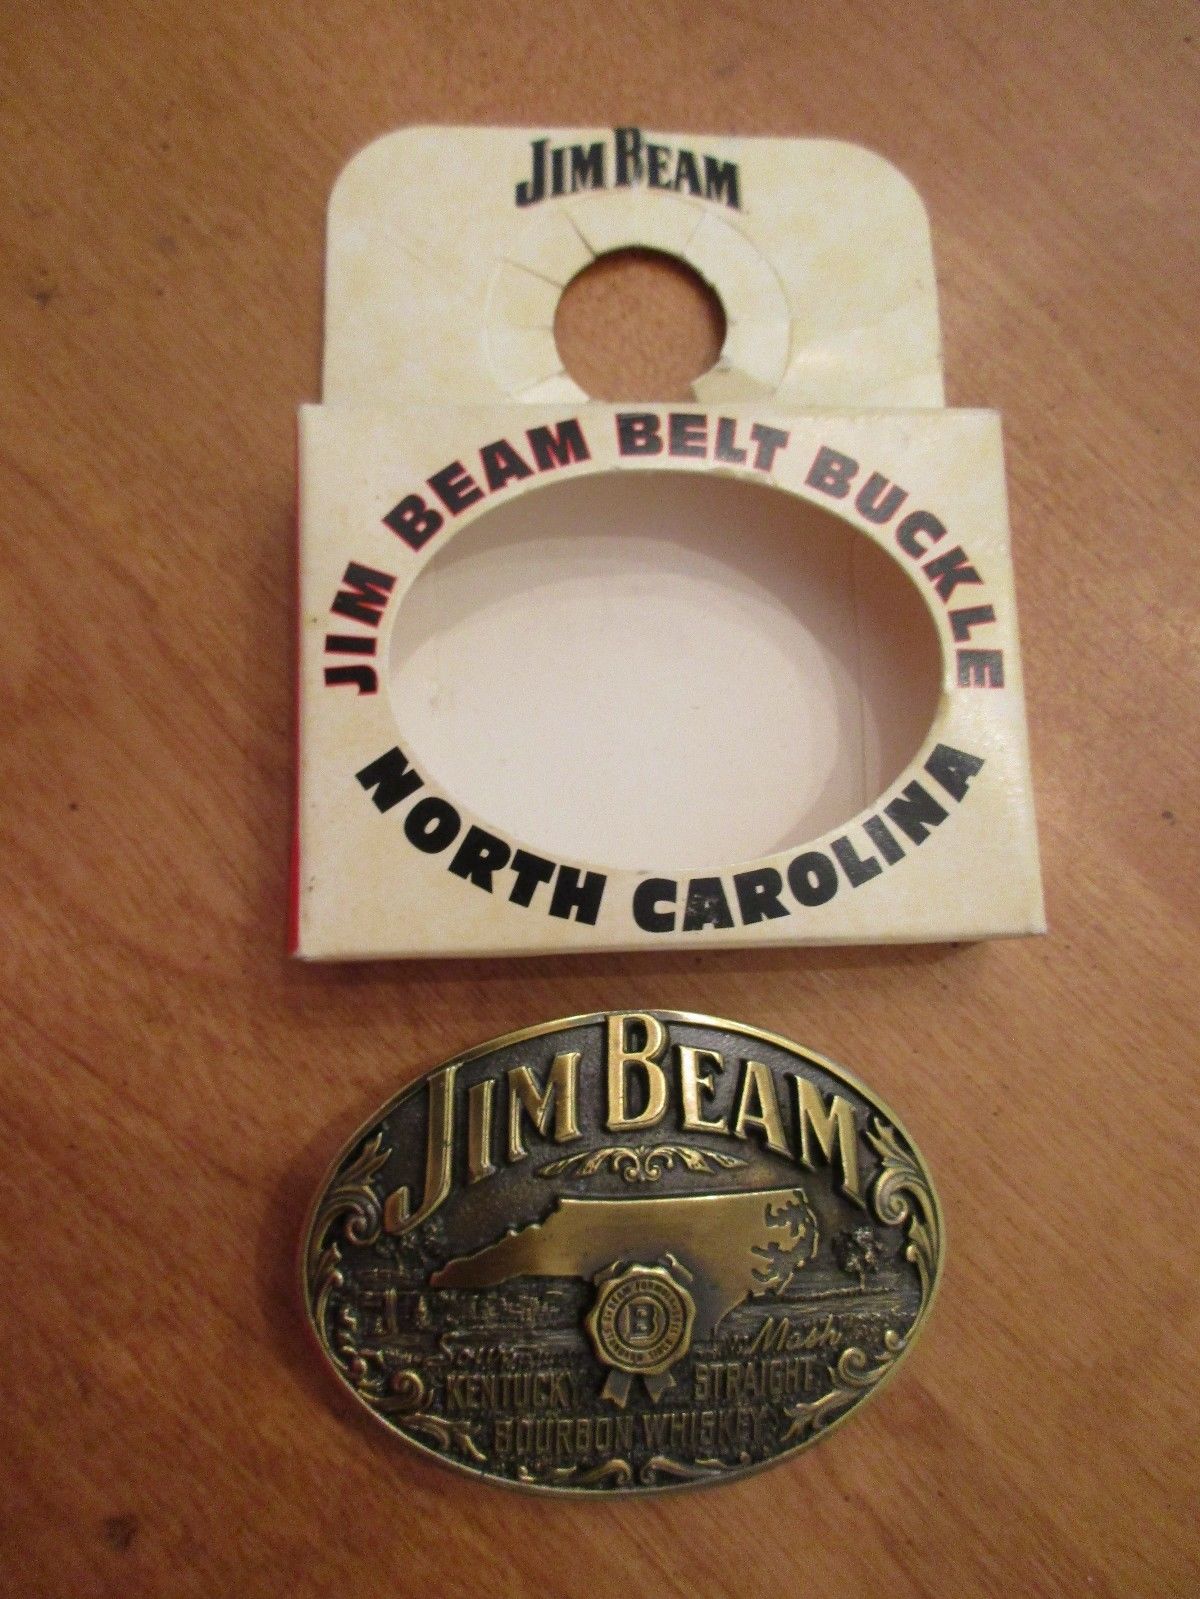 JIM BEAM
JIM BEAM BELT BUCKLE
NORTH CAROLINA
JIM BEAM
B
Sour Mash
KENTUCKY STRAIGHT
BOURBON WHISKEY